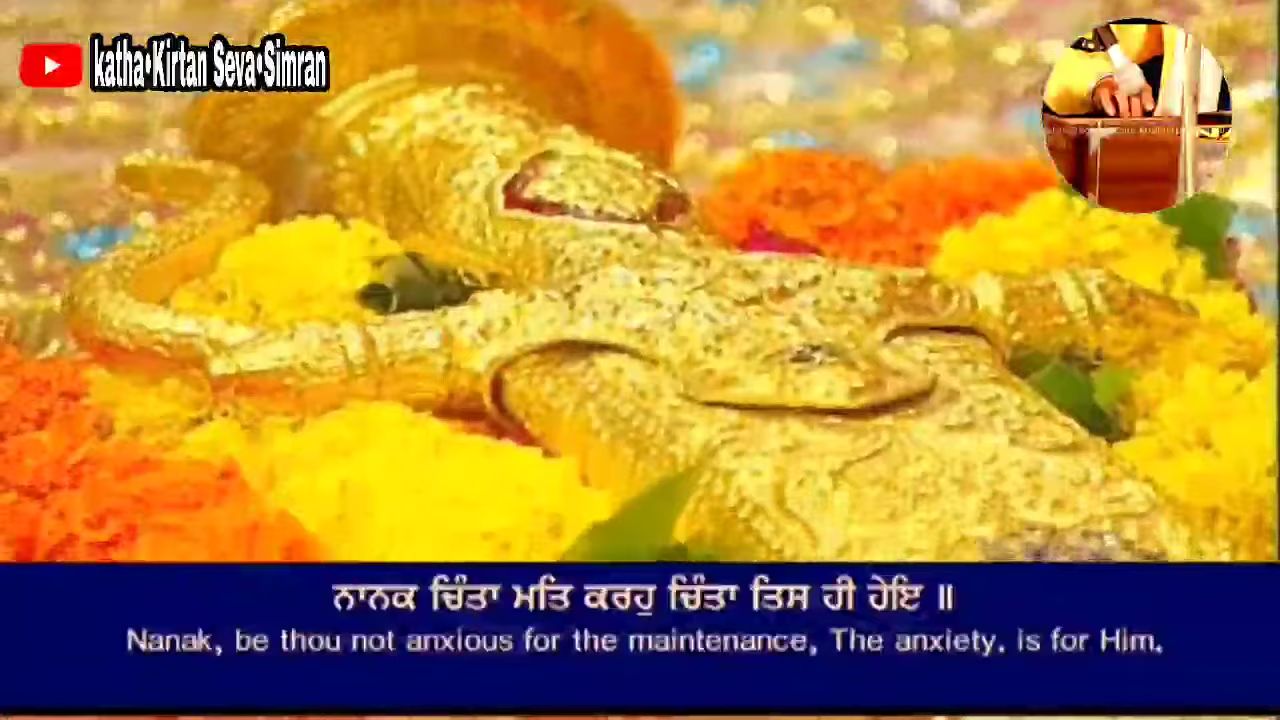 katha•Kirtan Seva•Simran
ਨਾਨਕ ਚਿੰਤਾ ਮਤਿ ਕਰਹੁ ਚਿੰਤਾ ਤਿਸ ਹੀ ਹੇਇ ॥
Nanak, be thou not anxious for the maintenance, The anxiety. is for Him.